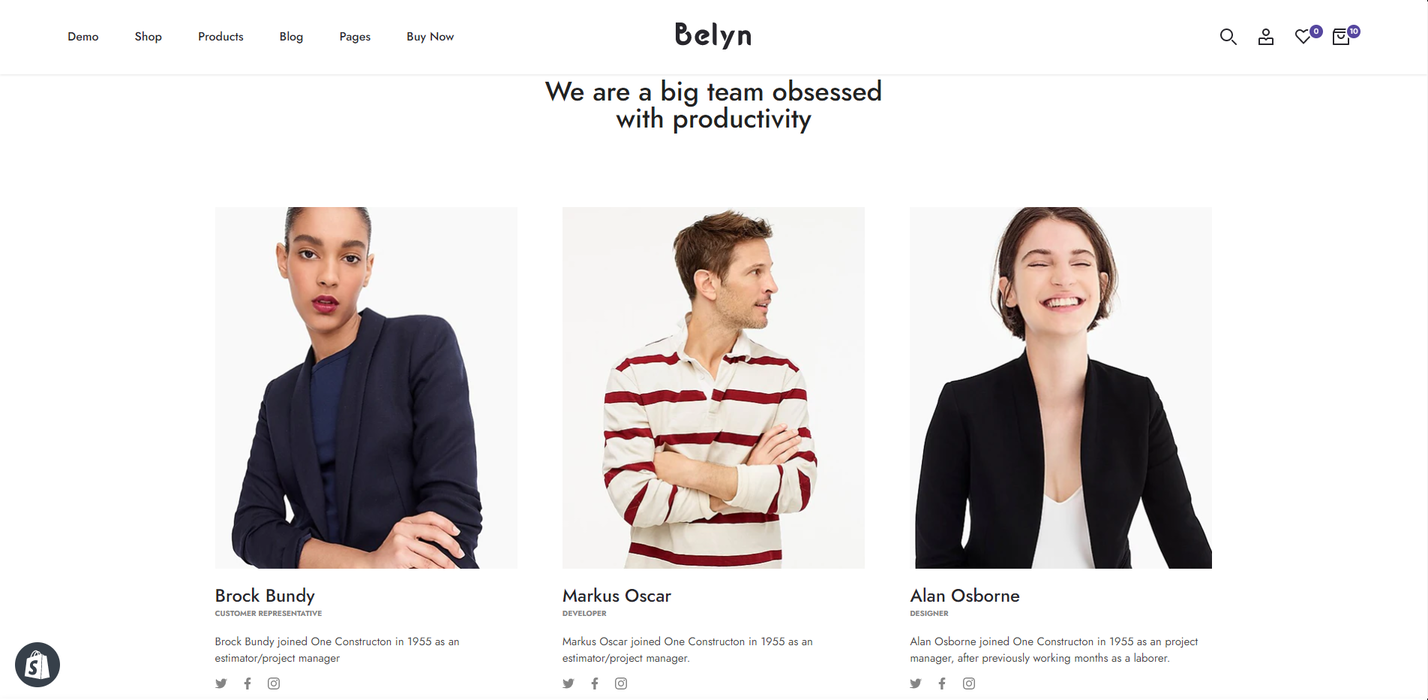 Demo Shop Products Blog Pages Buy Now Belyn 0 10
We are a big team obsessed
with productivity
Brock Bundy
CUSTOMER REPRESENTATIVE
Brock Bundy joined One Constructon in 1955 as an
estimator/project manager
Markus Oscar
DEVELOPER
Markus Oscar joined One Constructon in 1955 as an
estimator/project manager.
Alan Osborne
DESIGNER
Alan Osborne joined One Constructon in 1955 as an project
manager, after previously working months as a laborer.